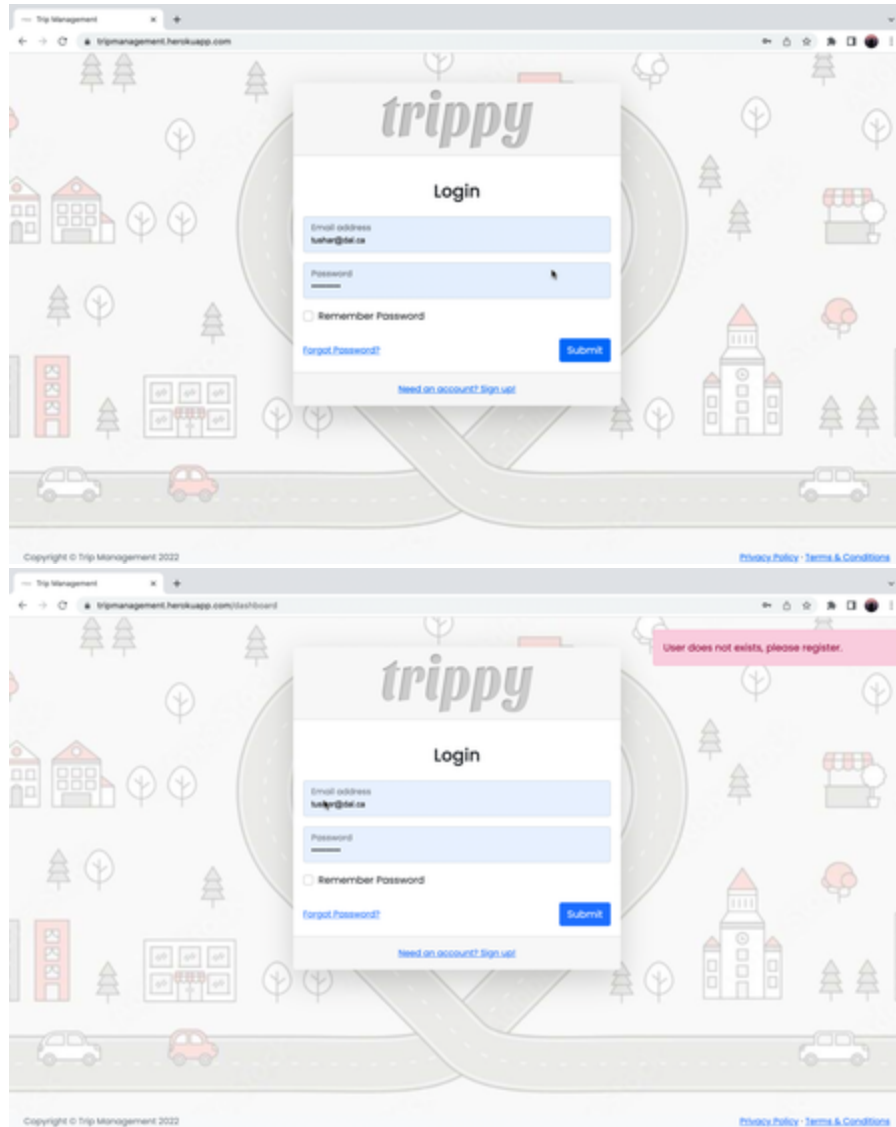 Trip Management
tripmanagement.herokuapp.com
trippy
Login
Email address
tushar@dal.ca
Password
Remember Password
Forgot Password?
Submit
Need an account? Sign up!
Copyright © Trip Management 2022
Privacy Policy · Terms & Conditions
Trip Management
tripmanagement.herokuapp.com/dashboard
User does not exists, please register.
trippy
Login
Email address
tushar@dal.ca
Password
Remember Password
Forgot Password?
Submit
Need an account? Sign up!
Copyright © Trip Management 2022
Privacy Policy · Terms & Conditions